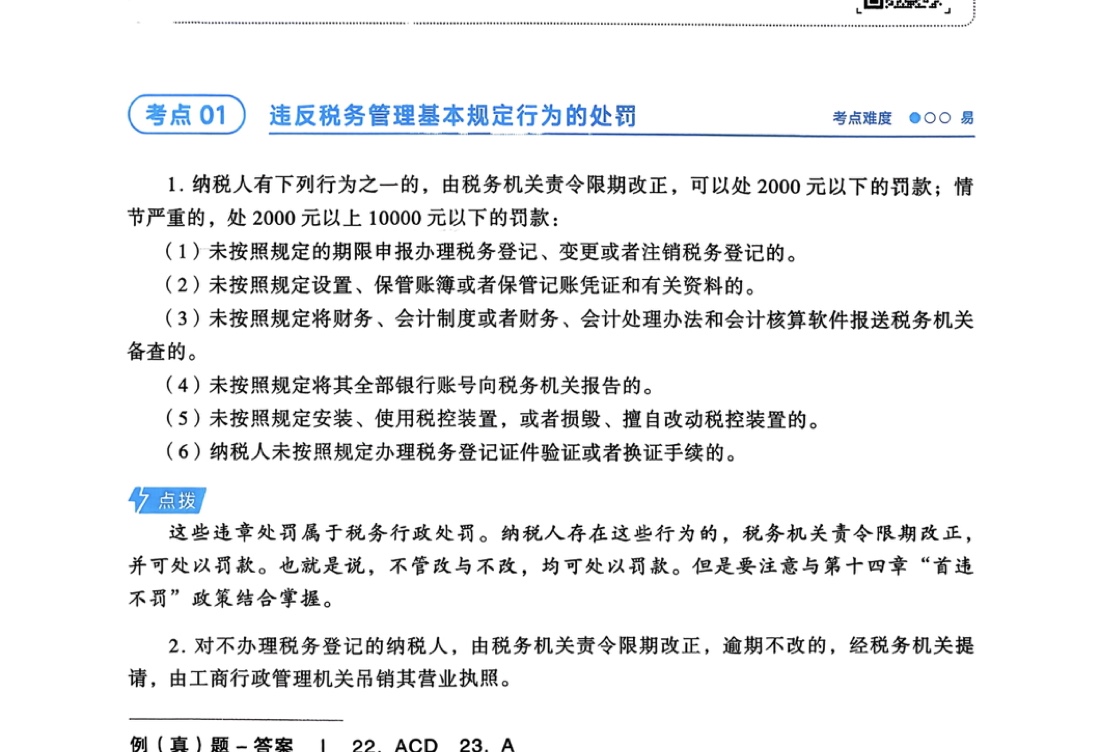 考点 01 违反税务管理基本规定行为的处罚 考点难度 易
1. 纳税人有下列行为之一的，由税务机关责令限期改正，可以处 2000 元以下的罚款；情
节严重的，处 2000 元以上 10000 元以下的罚款：
（1）未按照规定的期限申报办理税务登记、变更或者注销税务登记的。
（2）未按照规定设置、保管账簿或者保管记账凭证和有关资料的。
（3）未按照规定将财务、会计制度或者财务、会计处理办法和会计核算软件报送税务机关
备查的。
（4）未按照规定将其全部银行账号向税务机关报告的。
（5）未按照规定安装、使用税控装置，或者损毁、擅自改动税控装置的。
（6）纳税人未按照规定办理税务登记证件验证或者换证手续的。
点拨
这些违章处罚属于税务行政处罚。纳税人存在这些行为的，税务机关责令限期改正，
并可处以罚款。也就是说，不管改与不改，均可处以罚款。但是要注意与第十四章“首违
不罚”政策结合掌握。
2. 对不办理税务登记的纳税人，由税务机关责令限期改正，逾期不改的，经税务机关提
请，由工商行政管理机关吊销其营业执照。
例（真）题－答案 | 22. ACD 23. A